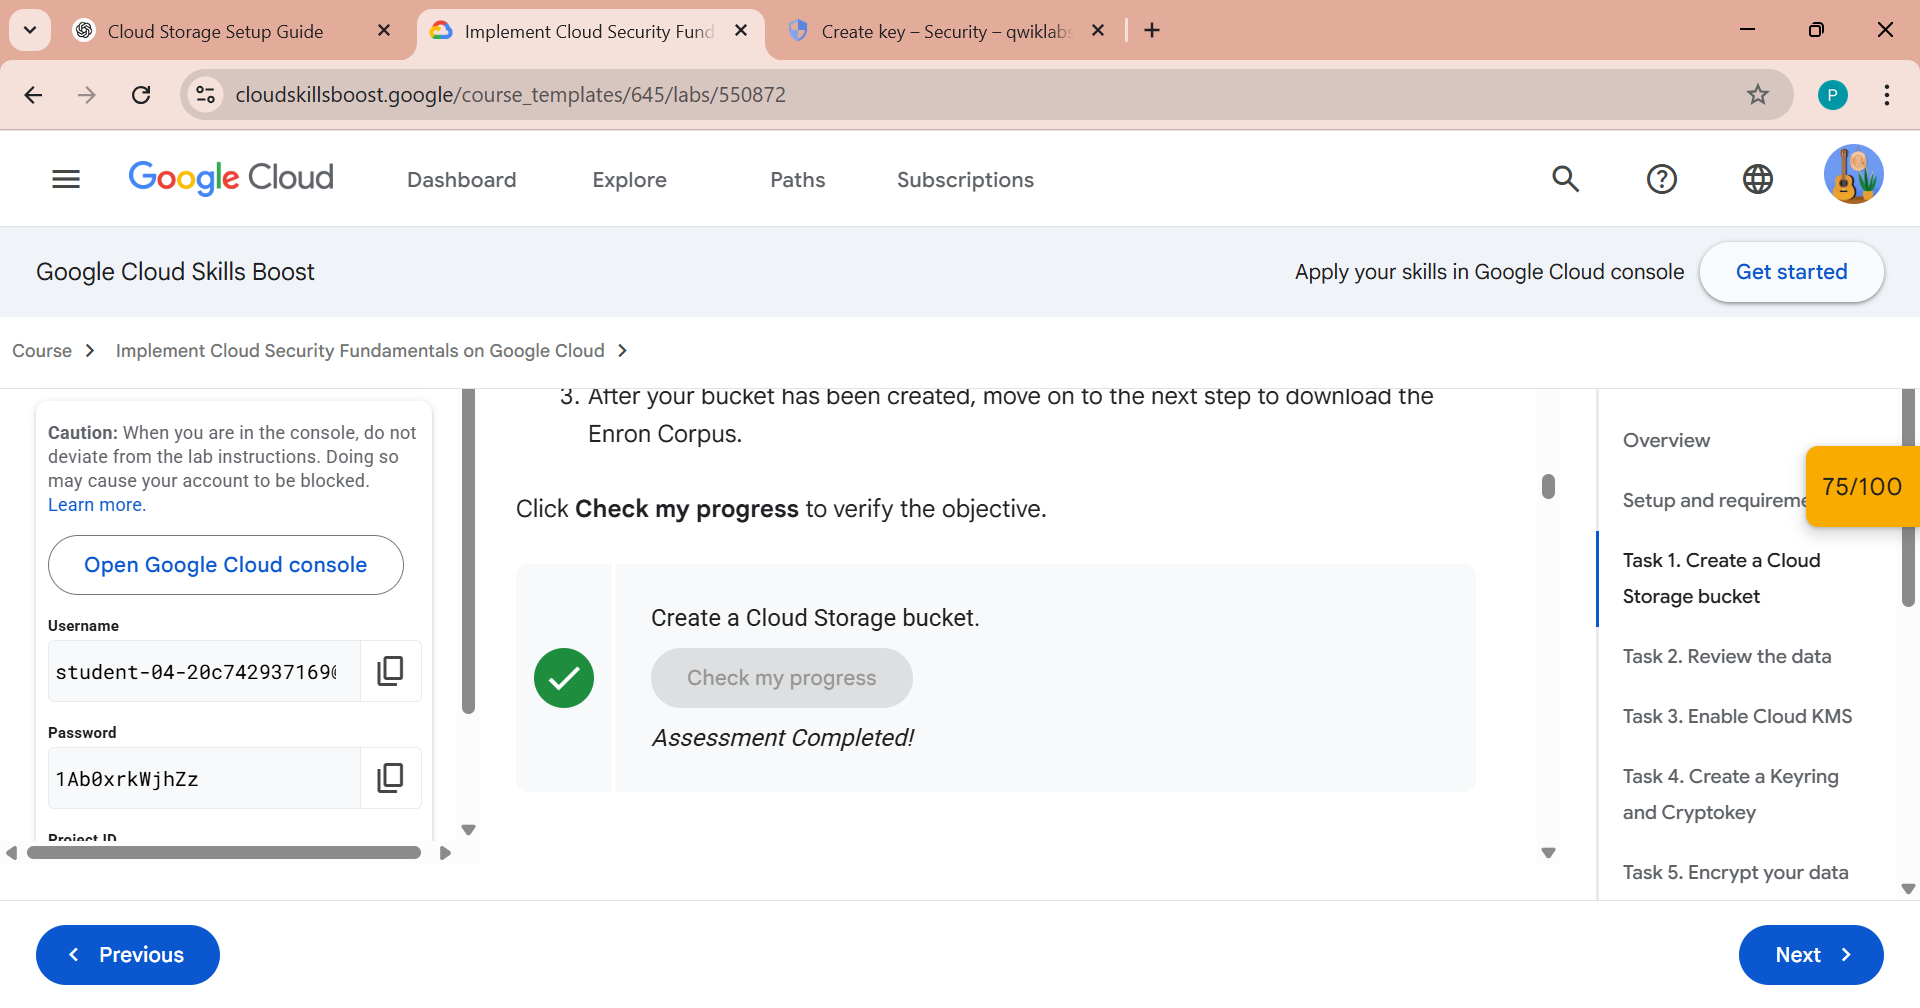 Cloud Storage Setup Guide
Implement Cloud Security Fund
Create key – Security – qwiklabs
cloudskillsboost.google/course_templates/645/labs/550872
P
Google Cloud
Dashboard
Explore
Paths
Subscriptions
Google Cloud Skills Boost
Apply your skills in Google Cloud console
Get started
Course
Implement Cloud Security Fundamentals on Google Cloud
Caution: When you are in the console, do not
deviate from the lab instructions. Doing so
may cause your account to be blocked.
Learn more.
Open Google Cloud console
Username
student-04-20c742937169@
Password
1Ab0xrkWjhZz
Project ID
3. After your bucket has been created, move on to the next step to download the
Enron Corpus.
Click Check my progress to verify the objective.
Create a Cloud Storage bucket.
Check my progress
Assessment Completed!
Overview
Setup and requireme
75/100
Task 1. Create a Cloud
Storage bucket
Task 2. Review the data
Task 3. Enable Cloud KMS
Task 4. Create a Keyring
and Cryptokey
Task 5. Encrypt your data
Previous
Next